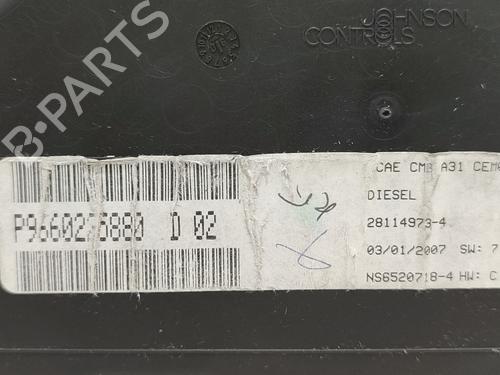 JOHNSON
CONTROLS
B-PARTS
CAE CMB A31 CEM
DIESEL
28114973-4
P9660225880 D 02
03/01/2007 SW: 7
NS6520718-4 HW: C